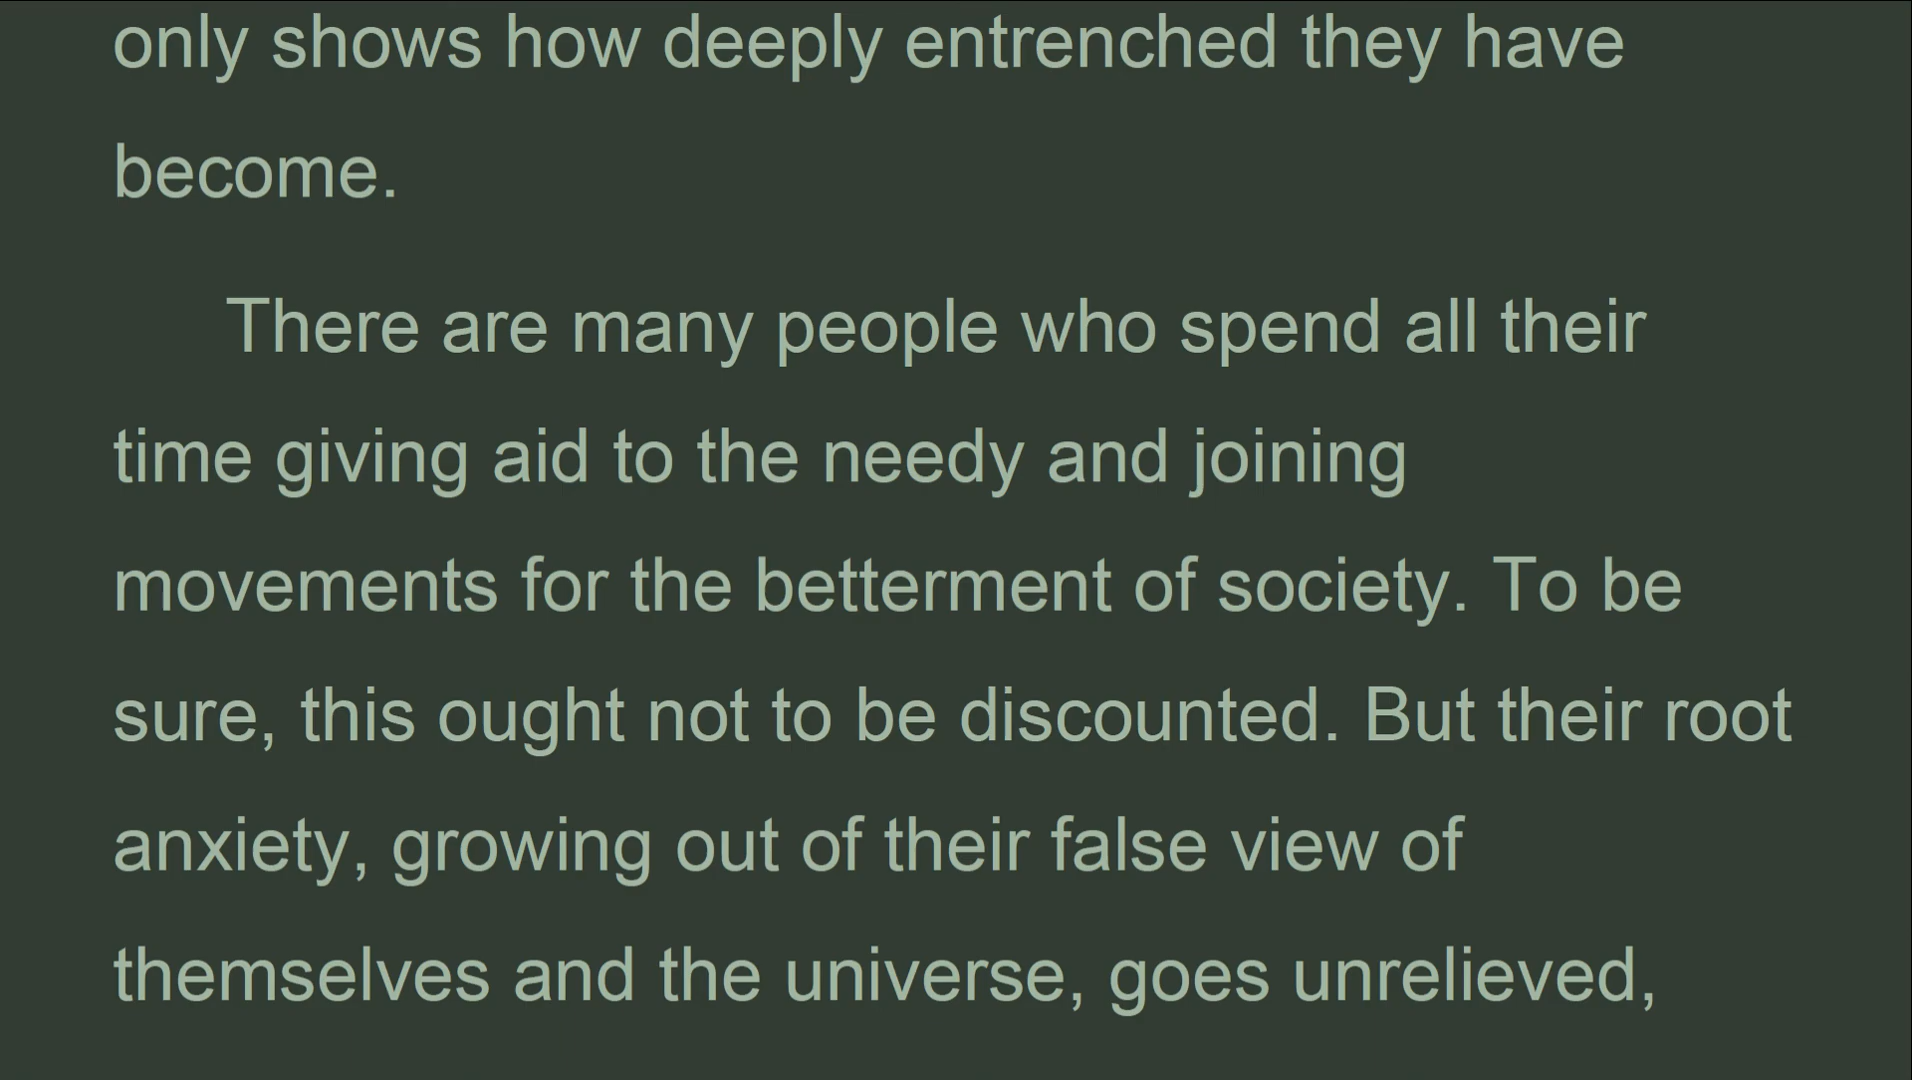 only shows how deeply entrenched they have
become.
There are many people who spend all their
time giving aid to the needy and joining
movements for the betterment of society. To be
sure, this ought not to be discounted. But their root
anxiety, growing out of their false view of
themselves and the universe, goes unrelieved,